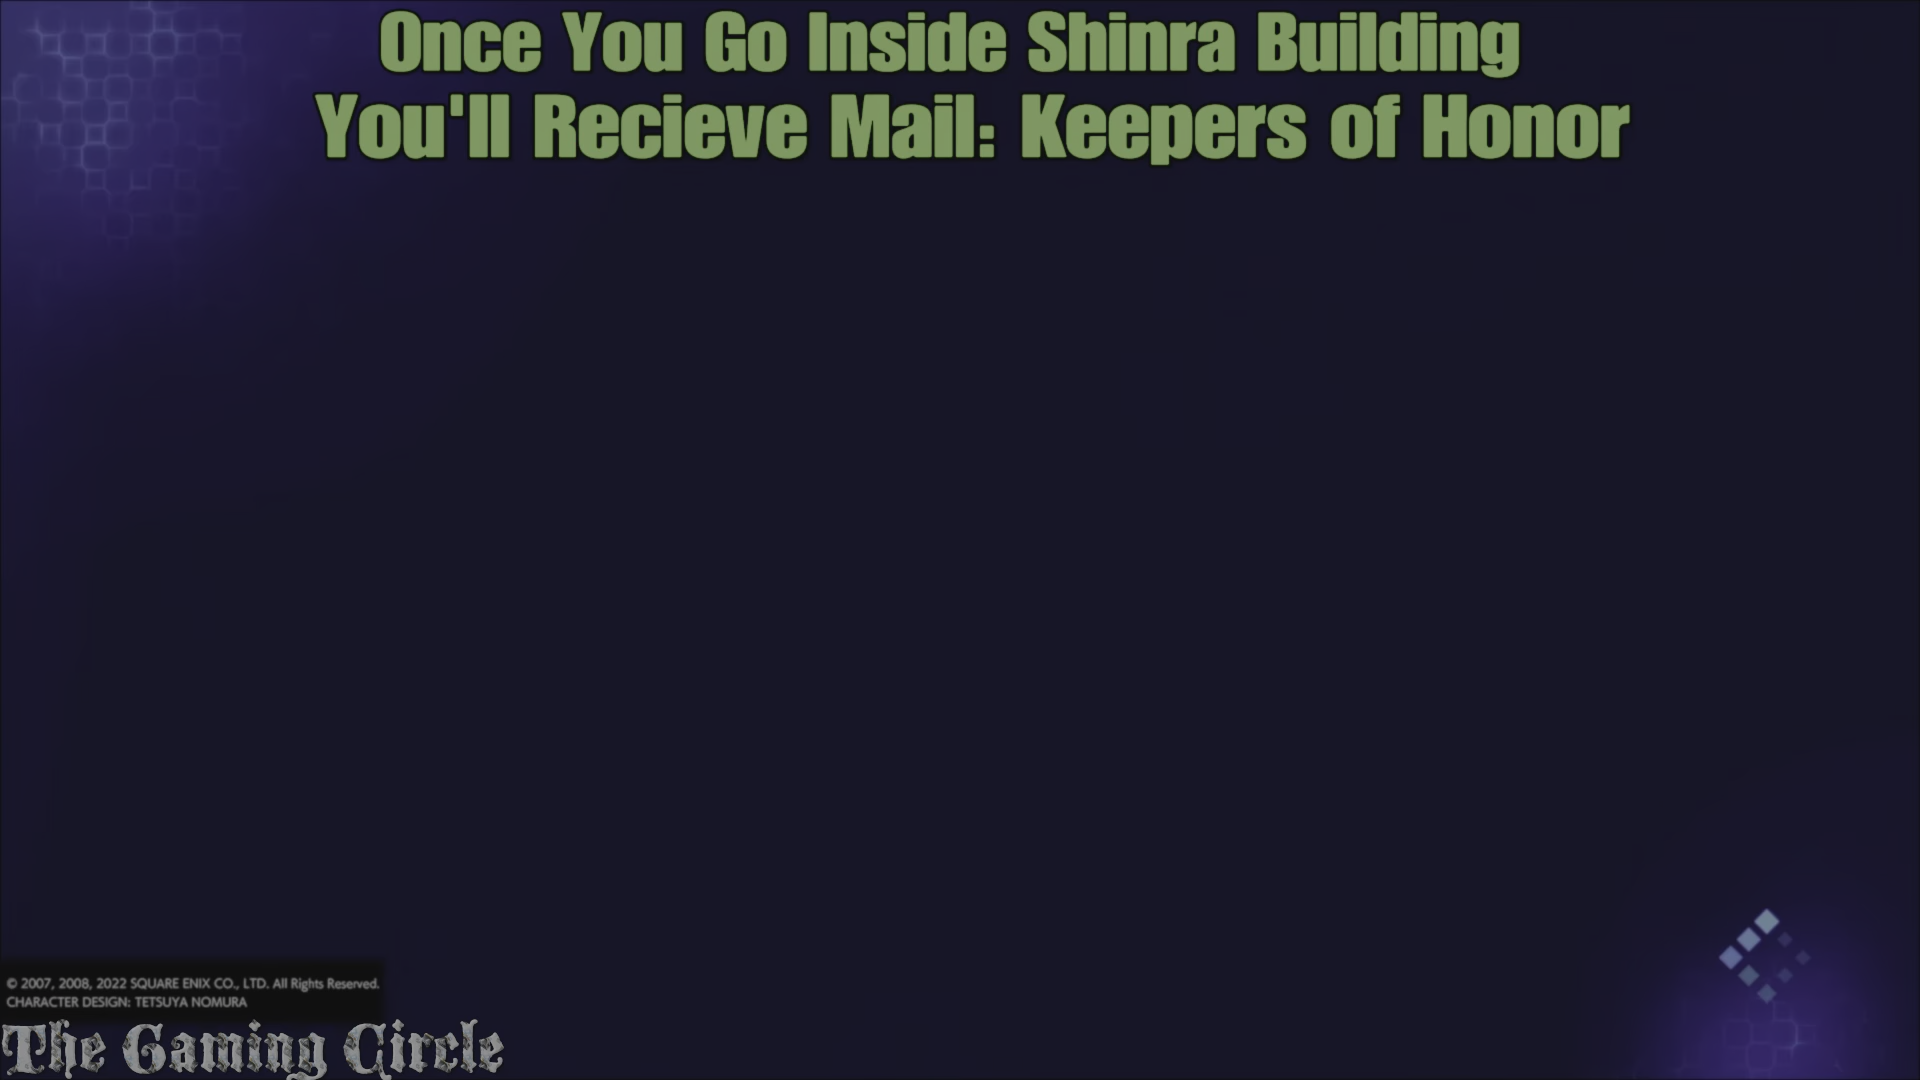 Once You Go Inside Shinra Building
You'll Recieve Mail: Keepers of Honor
© 2007, 2008, 2022 SQUARE ENIX CO., LTD. All Rights Reserved.
CHARACTER DESIGN: TETSUYA NOMURA
The Gaming Circle